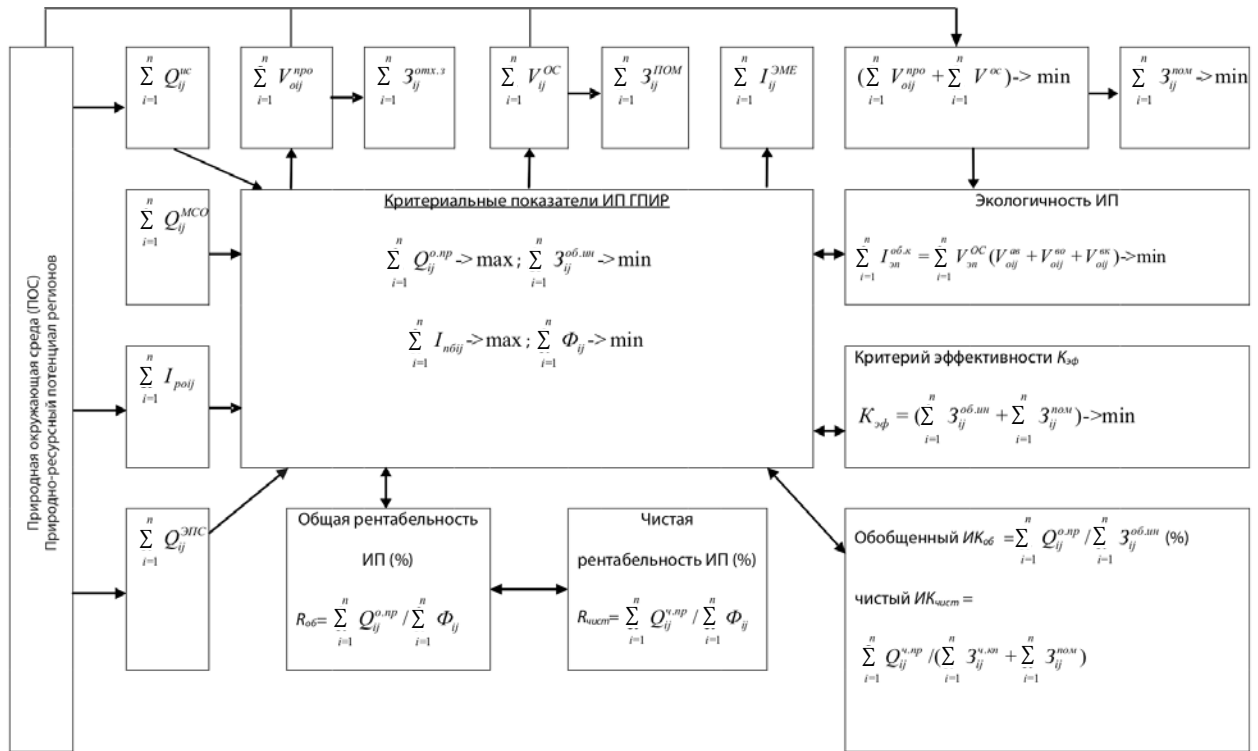 Природная окружающая среда (ПОС)
Природно-ресурсный потенциал регионов
n∑i=1 Q_ij^ис
n∑i=1 V_oij^про
n∑i=1 З_ij^отх.з
n∑i=1 V_ij^ОС
n∑i=1 З_ij^ПОМ
n∑i=1 I_ij^ЭМЕ
(n∑i=1 V_oij^про + n∑i=1 V^ос)-> min
n∑i=1 З_ij^пом ->min
n∑i=1 Q_ij^МСО
n∑i=1 I_poij
n∑i=1 Q_ij^ЭПС
Критериальные показатели ИП ГПИР
n∑i=1 Q_ij^о.пр ->max ; n∑i=1 З_ij^об.ин ->min
n∑i=1 I_пбij ->max ; n∑i=1 Ф_ij ->min
Экологичность ИП
n∑i=1 I_эп^об.к = n∑i=1 V_эп^ОС (V_oij^ав + V_oij^во + V_oij^вк)->min
Критерий эффективности K_эф
K_эф = (n∑i=1 З_ij^об.ин + n∑i=1 З_ij^пом)->min
Общая рентабельность
ИП (%)
R_об= n∑i=1 Q_ij^о.пр / n∑i=1 Ф_ij
Чистая
рентабельность ИП (%)
R_чист= n∑i=1 Q_ij^ч.пр / n∑i=1 Ф_ij
Обобщенный ИК_об = n∑i=1 Q_ij^о.пр / n∑i=1 З_ij^об.ин (%)
чистый ИК_чист =
n∑i=1 Q_ij^ч.пр /(n∑i=1 З_ij^ч.кп + n∑i=1 З_ij^пом)